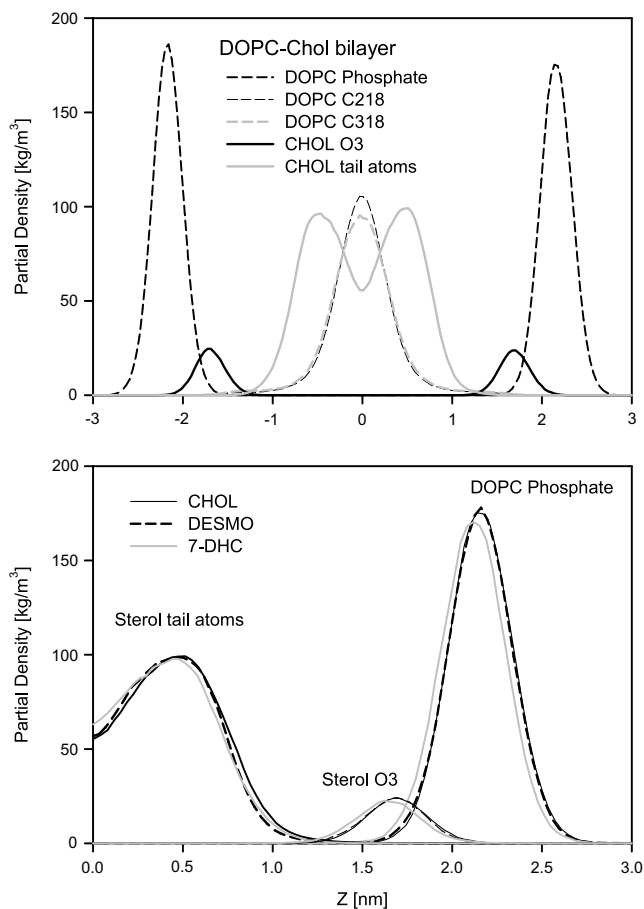 200
150
100
50
0
Partial Density [kg/m³]
DOPC-Chol bilayer
DOPC Phosphate
DOPC C218
DOPC C318
CHOL O3
CHOL tail atoms
-3 -2 -1 0 1 2 3
200
150
100
50
0
Partial Density [kg/m³]
CHOL
DESMO
7-DHC
DOPC Phosphate
Sterol tail atoms
Sterol O3
0.0 0.5 1.0 1.5 2.0 2.5 3.0
Z [nm]